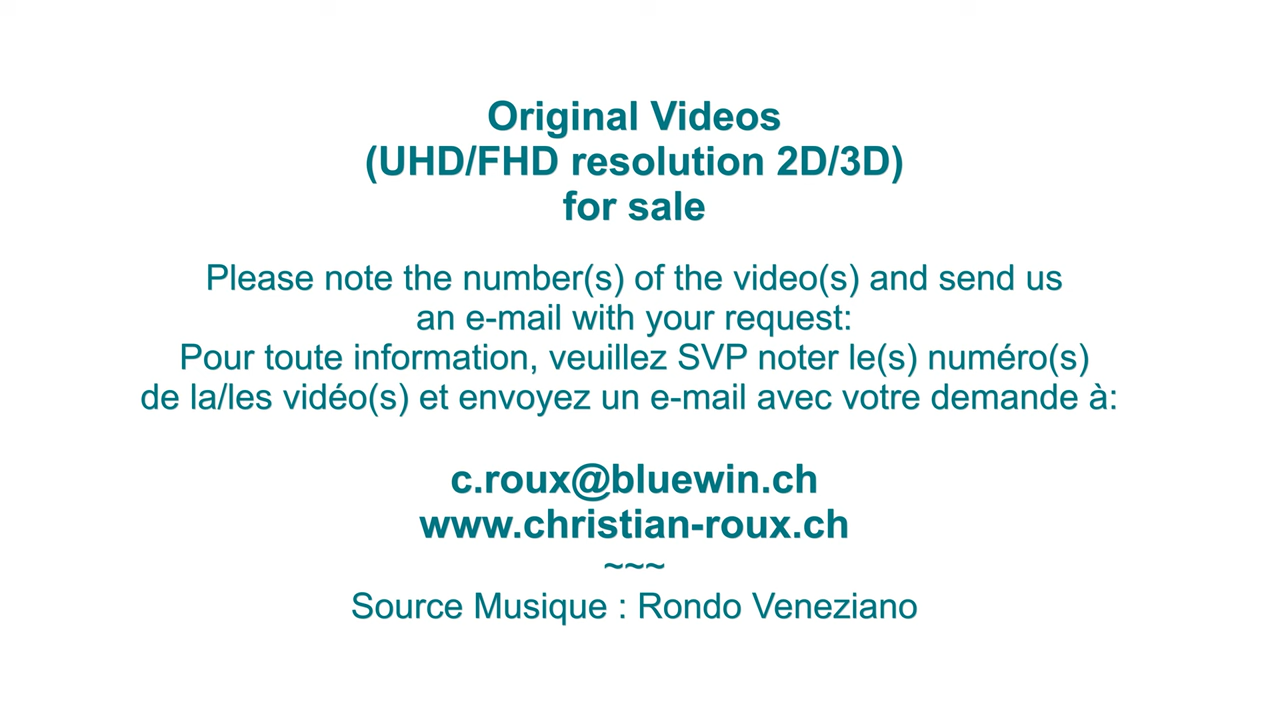 Original Videos
(UHD/FHD resolution 2D/3D)
for sale
Please note the number(s) of the video(s) and send us
an e-mail with your request:
Pour toute information, veuillez SVP noter le(s) numéro(s)
de la/les vidéo(s) et envoyez un e-mail avec votre demande à:
c.roux@bluewin.ch
www.christian-roux.ch
~~~
Source Musique : Rondo Veneziano